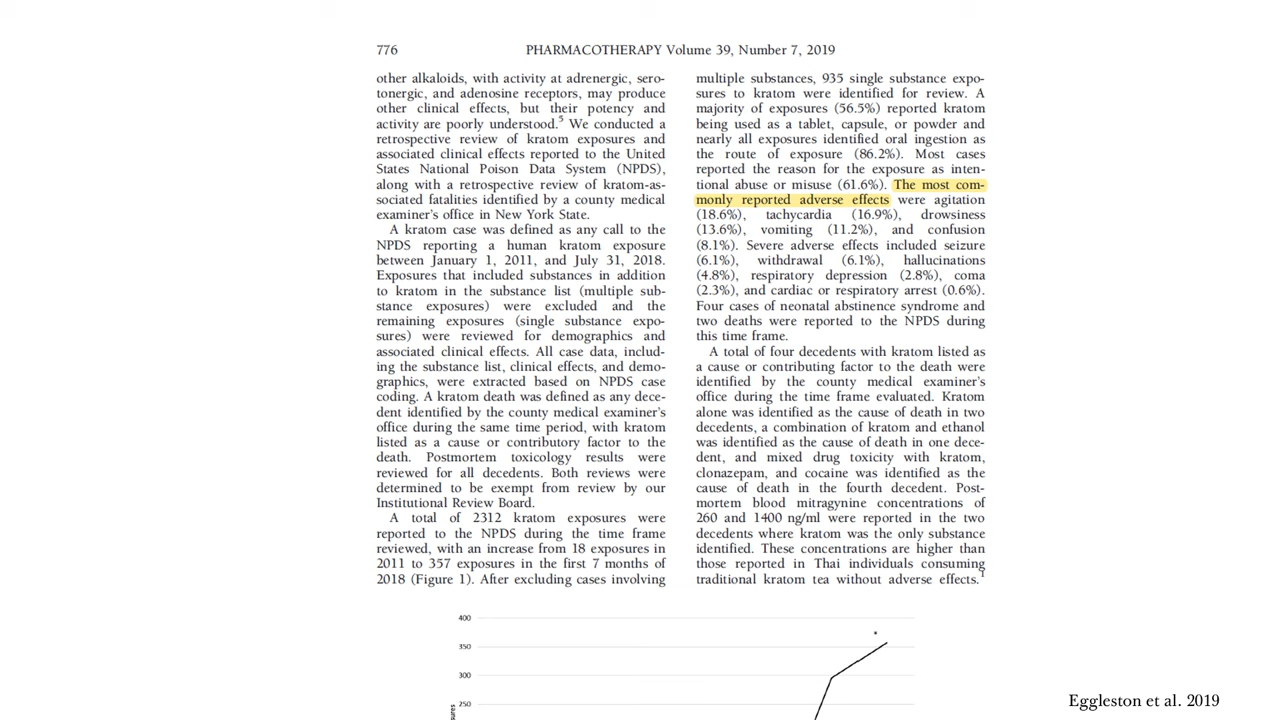 776
PHARMACOTHERAPY Volume 39, Number 7, 2019
other alkaloids, with activity at adrenergic, sero-
tonergic, and adenosine receptors, may produce
other clinical effects, but their potency and
activity are poorly understood.5 We conducted a
retrospective review of kratom exposures and
associated clinical effects reported to the United
States National Poison Data System (NPDS),
along with a retrospective review of kratom-as-
sociated fatalities identified by a county medical
examiner's office in New York State.
A kratom case was defined as any call to the
NPDS reporting a human kratom exposure
between January 1, 2011, and July 31, 2018.
Exposures that included substances in addition
to kratom in the substance list (multiple sub-
stance exposures) were excluded and the
remaining exposures (single substance expo-
sures) were reviewed for demographics and
associated clinical effects. All case data, includ-
ing the substance list, clinical effects, and demo-
graphics, were extracted based on NPDS case
coding. A kratom death was defined as any dece-
dent identified by the county medical examiner's
office during the same time period, with kratom
listed as a cause or contributory factor to the
death. Postmortem toxicology results were
reviewed for all decedents. Both reviews were
determined to be exempt from review by our
Institutional Review Board.
A total of 2312 kratom exposures were
reported to the NPDS during the time frame
reviewed, with an increase from 18 exposures in
2011 to 357 exposures in the first 7 months of
2018 (Figure 1). After excluding cases involving
multiple substances, 935 single substance expo-
sures to kratom were identified for review. A
majority of exposures (56.5%) reported kratom
being used as a tablet, capsule, or powder and
nearly all exposures identified oral ingestion as
the route of exposure (86.2%). Most cases
reported the reason for the exposure as inten-
tional abuse or misuse (61.6%). The most com-
monly reported adverse effects were agitation
(18.6%), tachycardia (16.9%), drowsiness
(13.6%), vomiting (11.2%), and confusion
(8.1%). Severe adverse effects included seizure
(6.1%), withdrawal (6.1%), hallucinations
(4.8%), respiratory depression (2.8%), coma
(2.3%), and cardiac or respiratory arrest (0.6%).
Four cases of neonatal abstinence syndrome and
two deaths were reported to the NPDS during
this time frame.
A total of four decedents with kratom listed as
a cause or contributing factor to the death were
identified by the county medical examiner's
office during the time frame evaluated. Kratom
alone was identified as the cause of death in two
decedents, a combination of kratom and ethanol
was identified as the cause of death in one dece-
dent, and mixed drug toxicity with kratom,
clonazepam, and cocaine was identified as the
cause of death in the fourth decedent. Post-
mortem blood mitragynine concentrations of
260 and 1400 ng/ml were reported in the two
decedents where kratom was the only substance
identified. These concentrations are higher than
those reported in Thai individuals consuming
traditional kratom tea without adverse effects.1
400
*
350
300
250
Eggleston et al. 2019